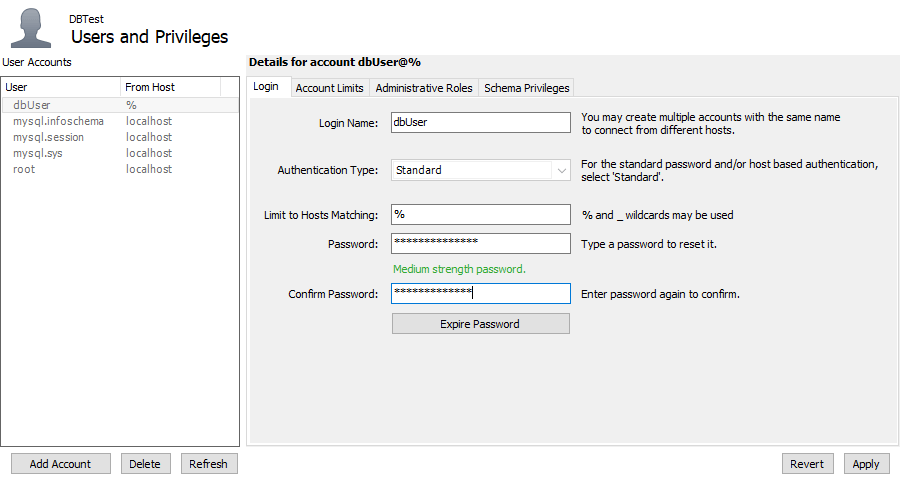 DBTest
Users and Privileges
User Accounts
User From Host
dbUser %
mysql.infoschema localhost
mysql.session localhost
mysql.sys localhost
root localhost
Add Account Delete Refresh
Details for account dbUser@%
Login Account Limits Administrative Roles Schema Privileges
Login Name: dbUser You may create multiple accounts with the same name
to connect from different hosts.
Authentication Type: Standard For the standard password and/or host based authentication,
select 'Standard'.
Limit to Hosts Matching: % % and _ wildcards may be used
Password: ************** Type a password to reset it.
Medium strength password.
Confirm Password: ************* Enter password again to confirm.
Expire Password
Revert Apply